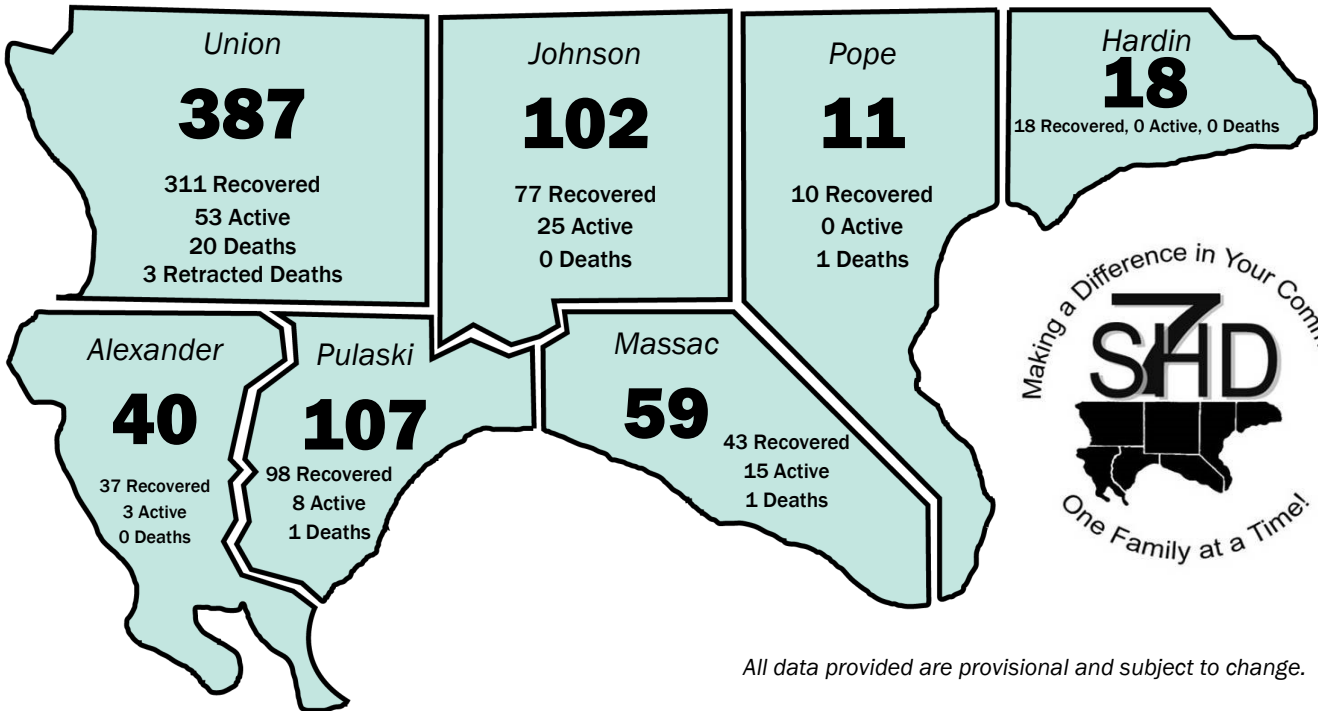 Union
387
311 Recovered
53 Active
20 Deaths
3 Retracted Deaths
Johnson
102
77 Recovered
25 Active
0 Deaths
Pope
11
10 Recovered
0 Active
1 Deaths
Hardin
18
18 Recovered, 0 Active, 0 Deaths
Alexander
40
37 Recovered
3 Active
0 Deaths
Pulaski
107
98 Recovered
8 Active
1 Deaths
Massac
59
43 Recovered
15 Active
1 Deaths
Making a Difference in Your
S7HD
One Family at a Time!
All data provided are provisional and subject to change.